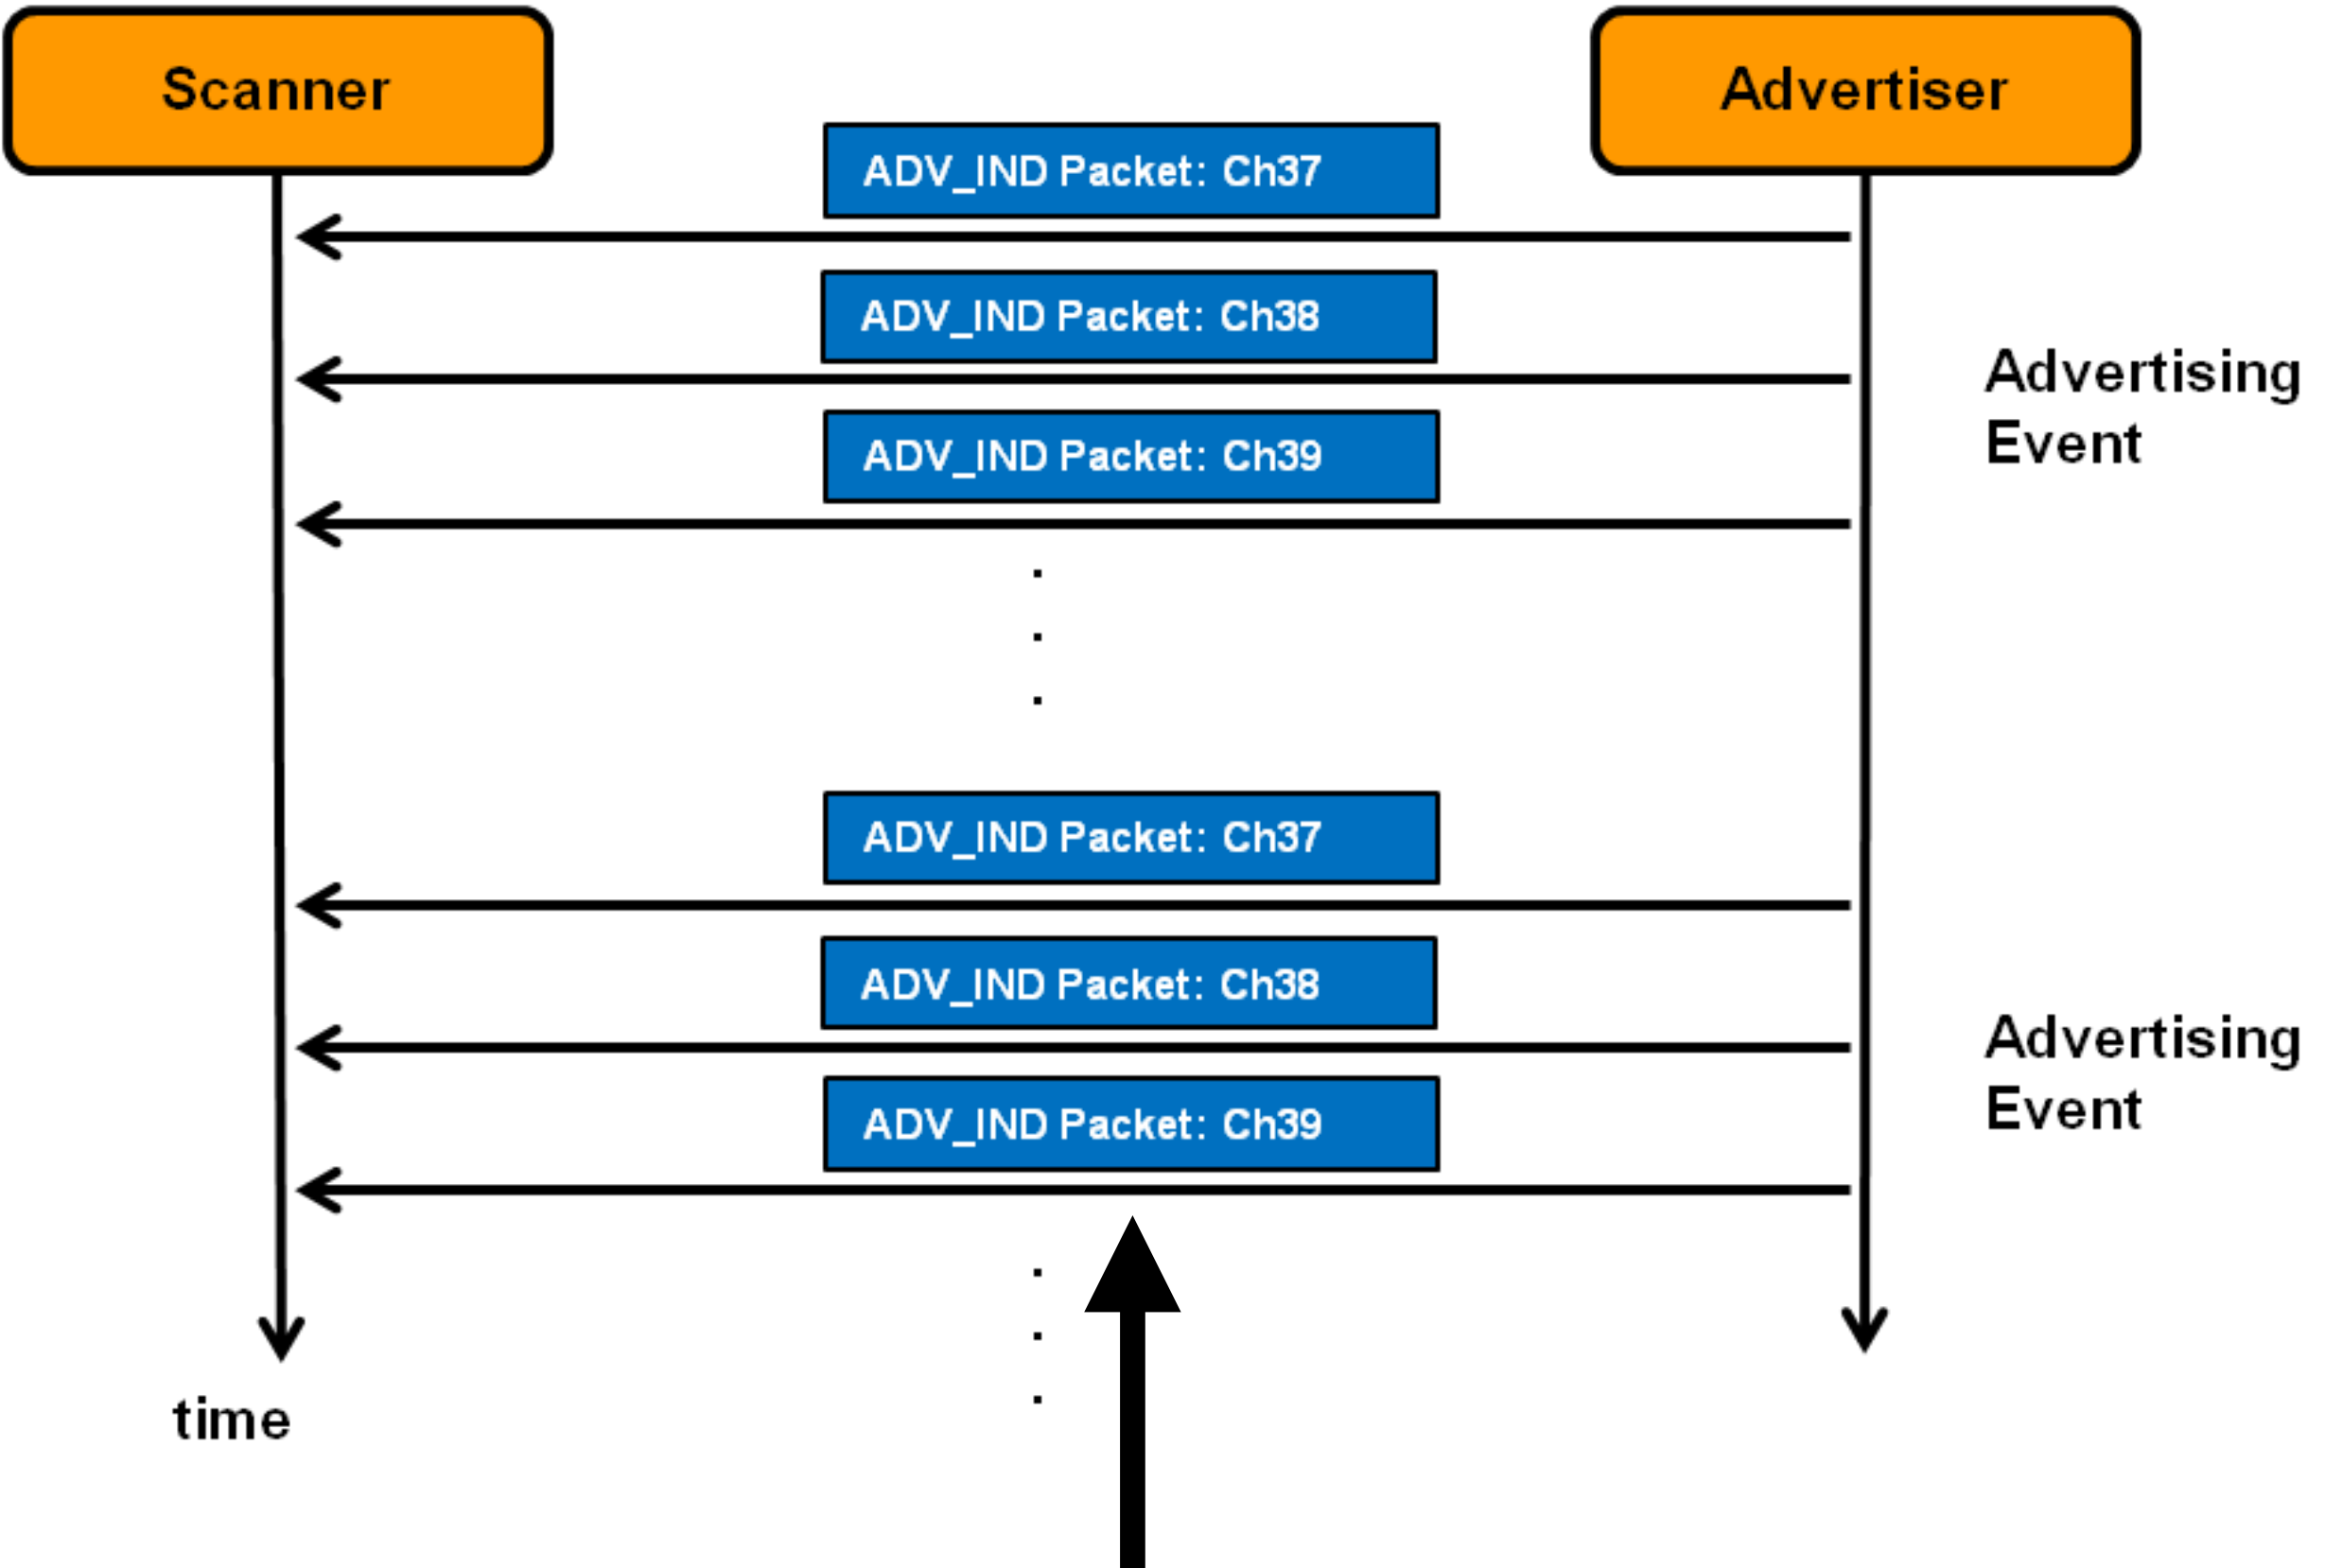 Scanner
Advertiser
ADV_IND Packet: Ch37
ADV_IND Packet: Ch38
Advertising
Event
ADV_IND Packet: Ch39
.
.
.
ADV_IND Packet: Ch37
ADV_IND Packet: Ch38
Advertising
Event
ADV_IND Packet: Ch39
.
.
.
time